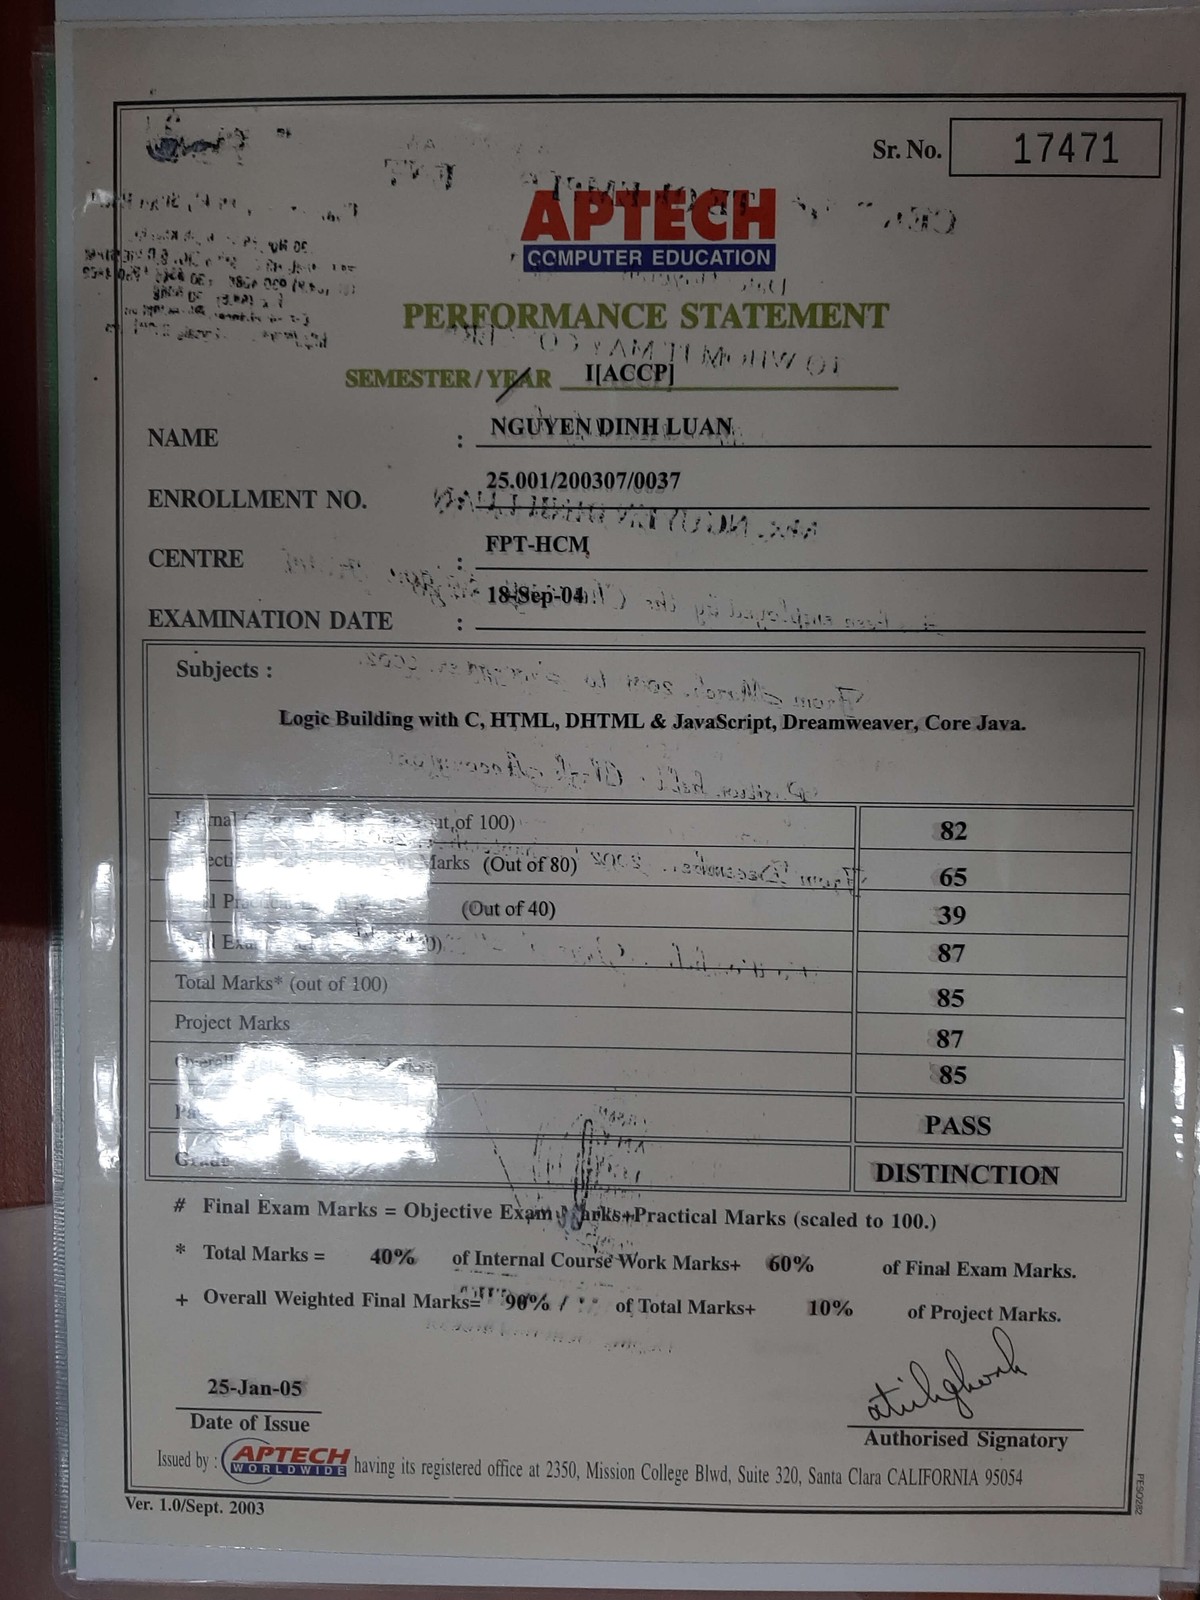 Sr. No. 17471
APTECH
COMPUTER EDUCATION
PERFORMANCE STATEMENT
SEMESTER / YEAR I[ACCP]
NAME : NGUYEN DINH LUAN
ENROLLMENT NO. : 25.001/200307/0037
CENTRE : FPT-HCM
EXAMINATION DATE : 18-Sep-04
Subjects :
Logic Building with C, HTML, DHTML & JavaScript, Dreamweaver, Core Java.
out of 100) 82
Marks (Out of 80) 65
(Out of 40) 39
87
Total Marks* (out of 100) 85
Project Marks 87
85
PASS
Grade DISTINCTION
# Final Exam Marks = Objective Exam Marks+Practical Marks (scaled to 100.)
* Total Marks = 40% of Internal Course Work Marks+ 60% of Final Exam Marks.
+ Overall Weighted Final Marks= 90% / of Total Marks+ 10% of Project Marks.
25-Jan-05
Date of Issue
Authorised Signatory
Issued by : APTECH WORLDWIDE having its registered office at 2350, Mission College Blwd, Suite 320, Santa Clara CALIFORNIA 95054
Ver. 1.0/Sept. 2003